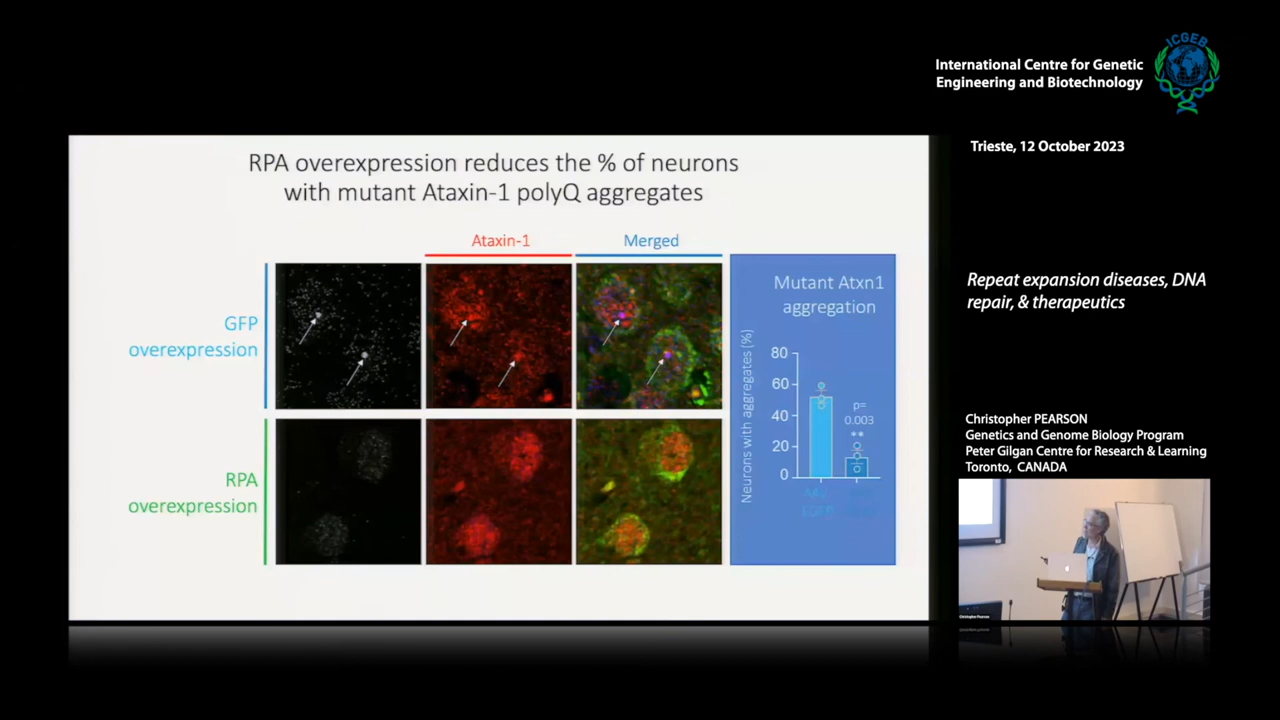 ICGEB
International Centre for Genetic
Engineering and Biotechnology
Trieste, 12 October 2023
RPA overexpression reduces the % of neurons
with mutant Ataxin-1 polyQ aggregates
Ataxin-1
Merged
GFP
overexpression
RPA
overexpression
Mutant Atxn1
aggregation
Neurons with aggregates (%)
80
60
40
20
0
p=
0.003
**
EGFP
Repeat expansion diseases, DNA
repair, & therapeutics
Christopher PEARSON
Genetics and Genome Biology Program
Peter Gilgan Centre for Research & Learning
Toronto, CANADA
Christopher Pearson